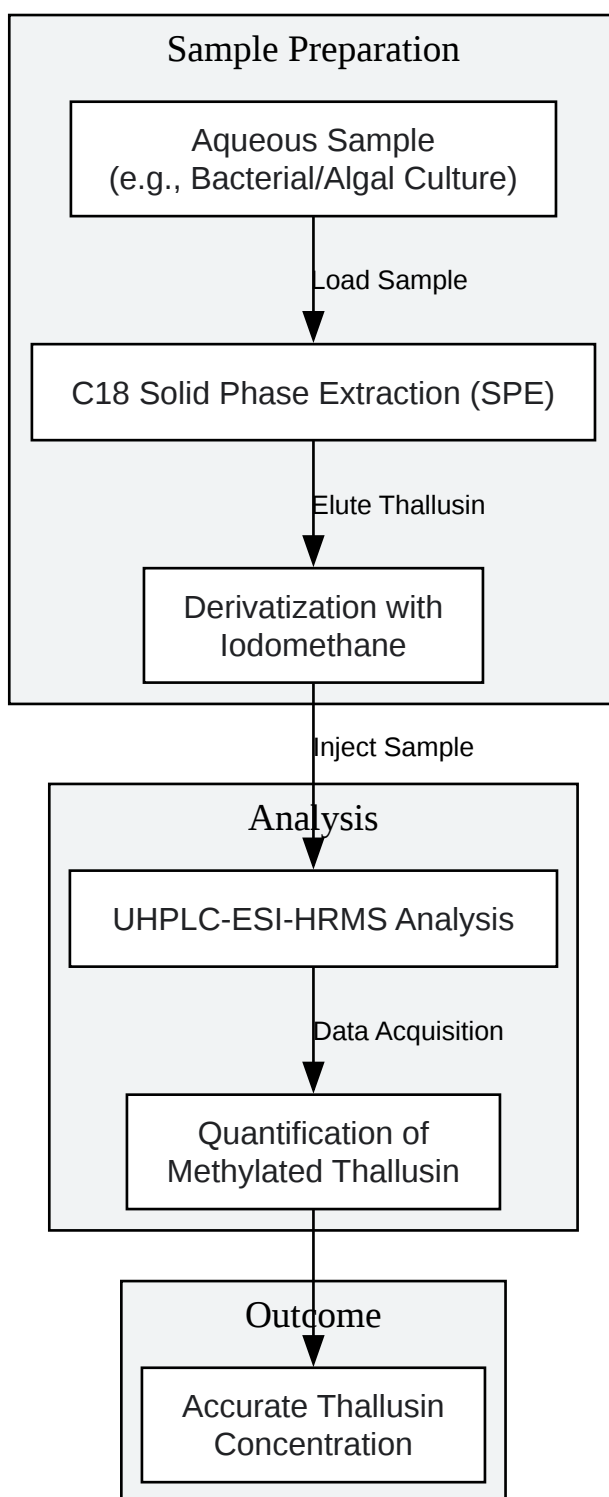 Sample Preparation
Aqueous Sample
(e.g., Bacterial/Algal Culture)
Load Sample
C18 Solid Phase Extraction (SPE)
Elute Thallusin
Derivatization with
Iodomethane
Inject Sample
Analysis
UHPLC-ESI-HRMS Analysis
Data Acquisition
Quantification of
Methylated Thallusin
Outcome
Accurate Thallusin
Concentration